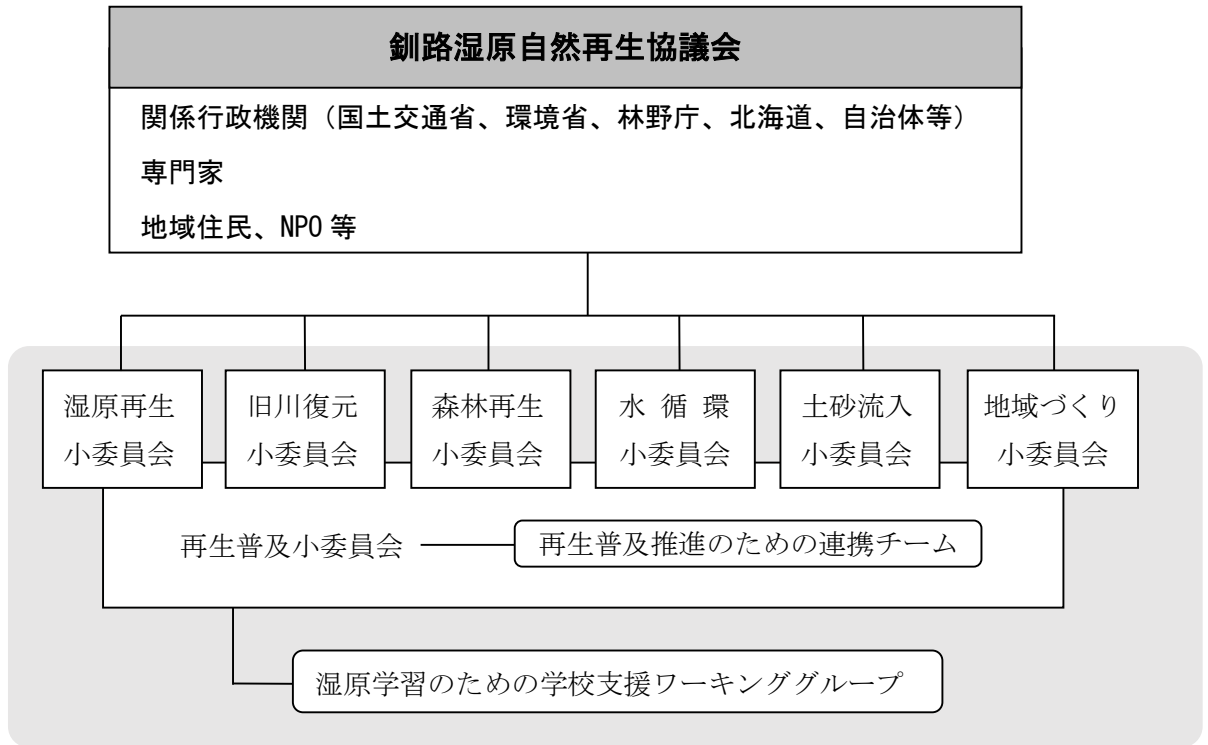 釧路湿原自然再生協議会
関係行政機関（国土交通省、環境省、林野庁、北海道、自治体等）
専門家
地域住民、NPO 等
湿原再生
小委員会
旧川復元
小委員会
森林再生
小委員会
水 循 環
小委員会
土砂流入
小委員会
地域づくり
小委員会
再生普及小委員会
再生普及推進のための連携チーム
湿原学習のための学校支援ワーキンググループ